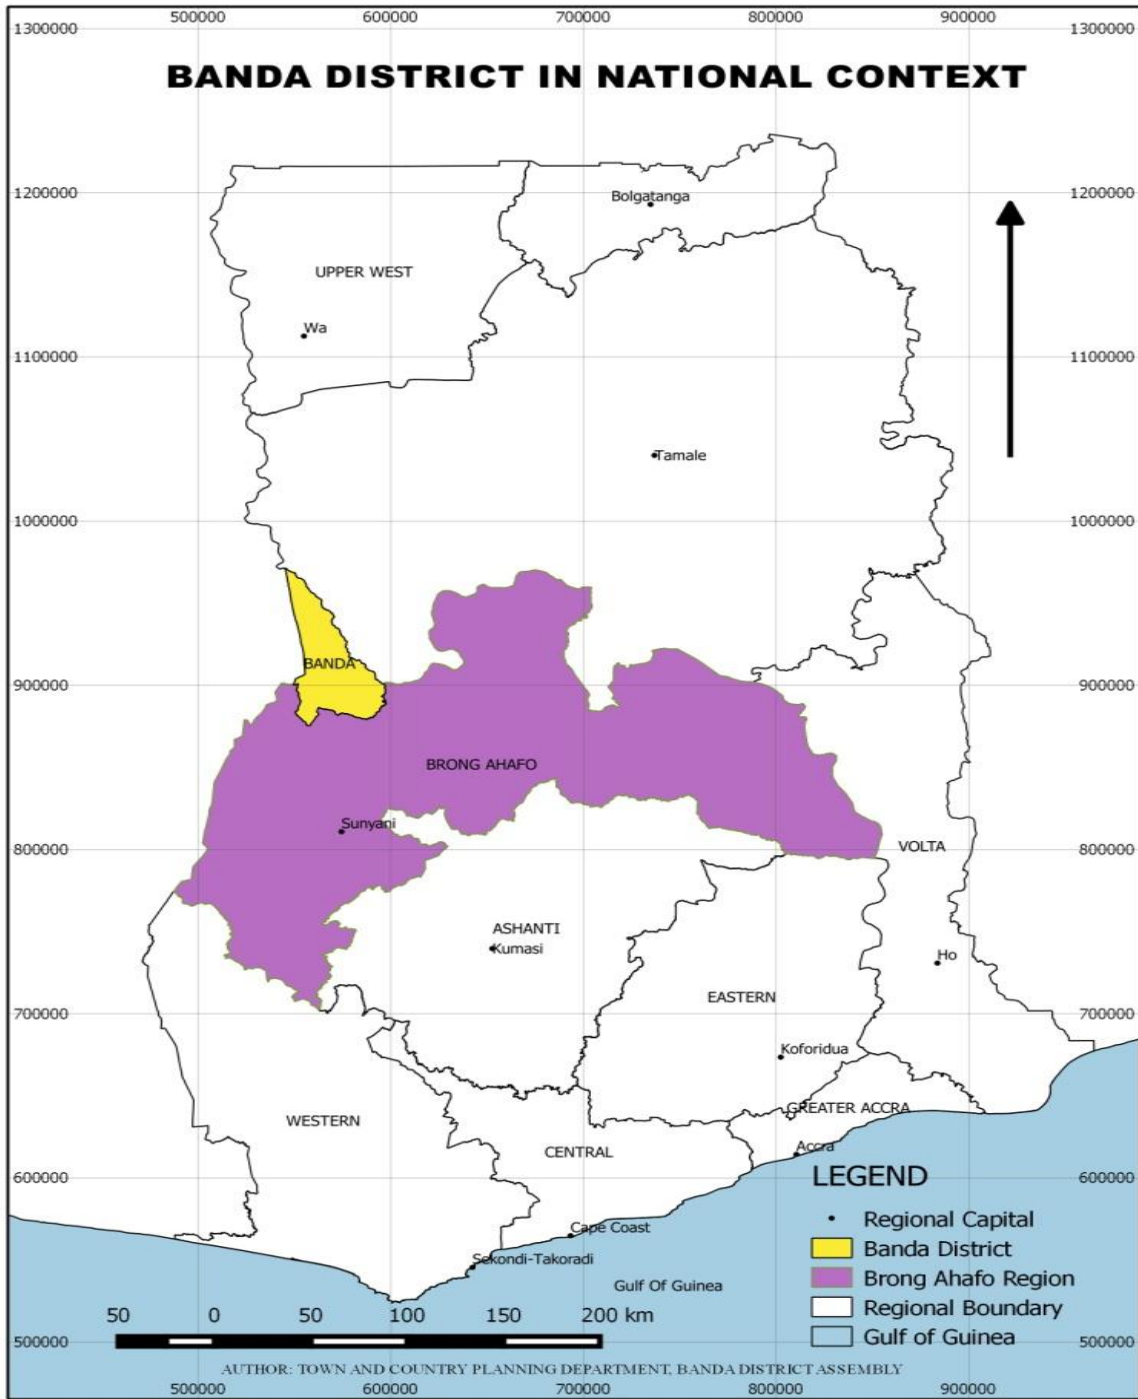 500000 600000 700000 800000 900000
1300000 1300000
BANDA DISTRICT IN NATIONAL CONTEXT
1200000 Bolgatanga 1200000
UPPER WEST
Wa
1100000 1100000
Tamale
1000000 1000000
BANDA
900000 900000
BRONG AHAFO
Sunyani
800000 VOLTA 800000
ASHANTI
Kumasi
Ho
EASTERN
700000 700000
Koforidua
GREATER ACCRA
WESTERN
CENTRAL
Accra
600000 600000
LEGEND
Regional Capital
Cape Coast
Banda District
Sekondi-Takoradi
Brong Ahafo Region
Gulf Of Guinea
Regional Boundary
50 0 50 100 150 200 km
Gulf of Guinea
500000 500000
AUTHOR: TOWN AND COUNTRY PLANNING DEPARTMENT, BANDA DISTRICT ASSEMBLY
500000 600000 700000 800000 900000